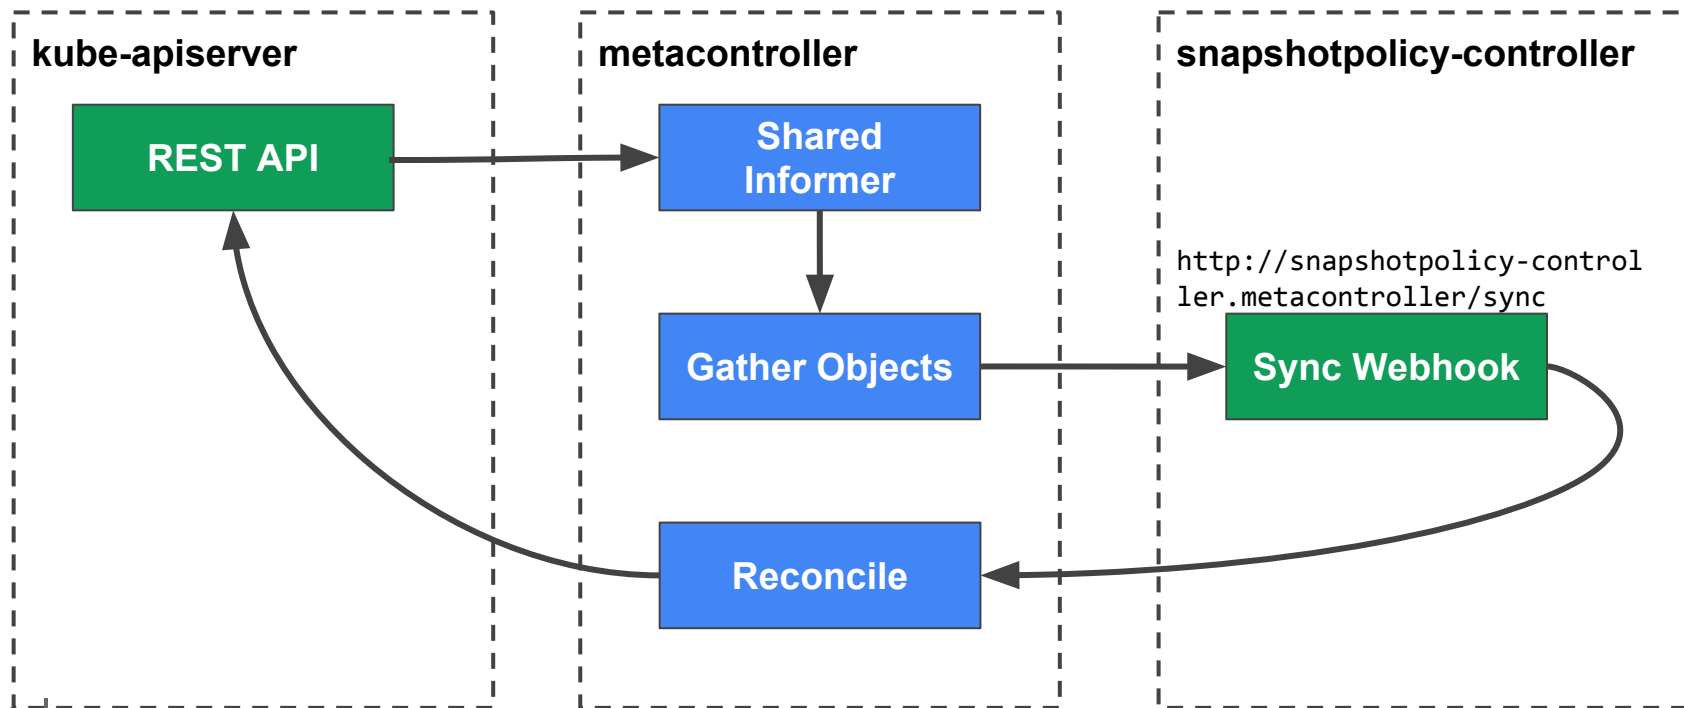 kube-apiserver
REST API
metacontroller
Shared
Informer
Gather Objects
Reconcile
snapshotpolicy-controller
http://snapshotpolicy-control
ler.metacontroller/sync
Sync Webhook